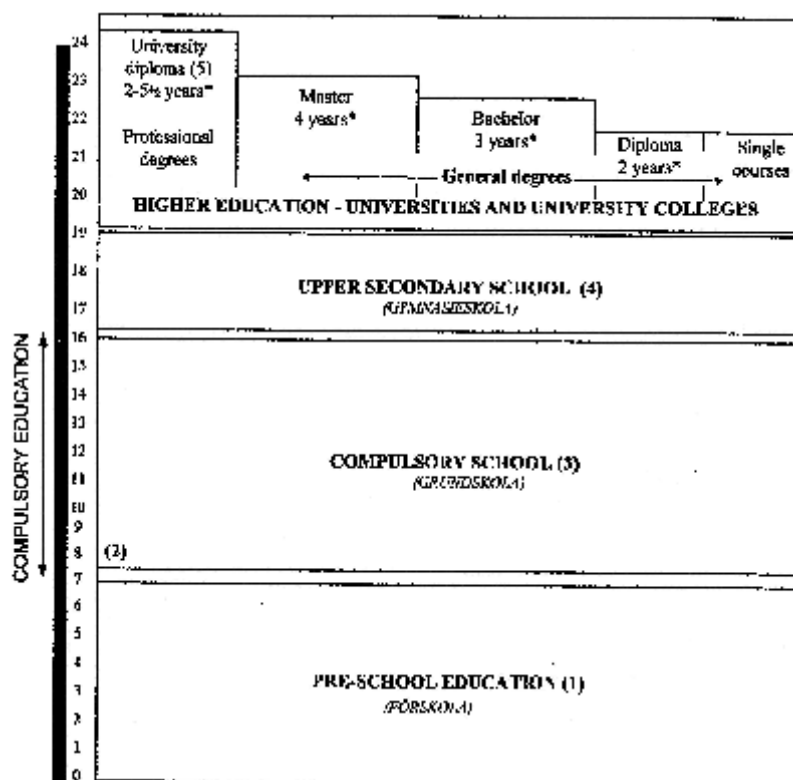 24
23
22
21
20
19
18
17
16
15
14
13
12
11
10
9
8
7
6
5
4
3
2
1
0
COMPULSORY EDUCATION
University
diploma (5)
years*
Professional
degrees
Master
4 years*
Bachelor
3 years*
Diploma
2 years*
Single
courses
General degrees
HIGHER EDUCATION - UNIVERSITIES AND UNIVERSITY COLLEGES
UPPER SECONDARY SCHOOL (4)
(GYMNASIESKOLA)
COMPULSORY SCHOOL (3)
(GRUNDSKOLA)
(2)
PRE-SCHOOL EDUCATION (1)
(FÖRSKOLA)